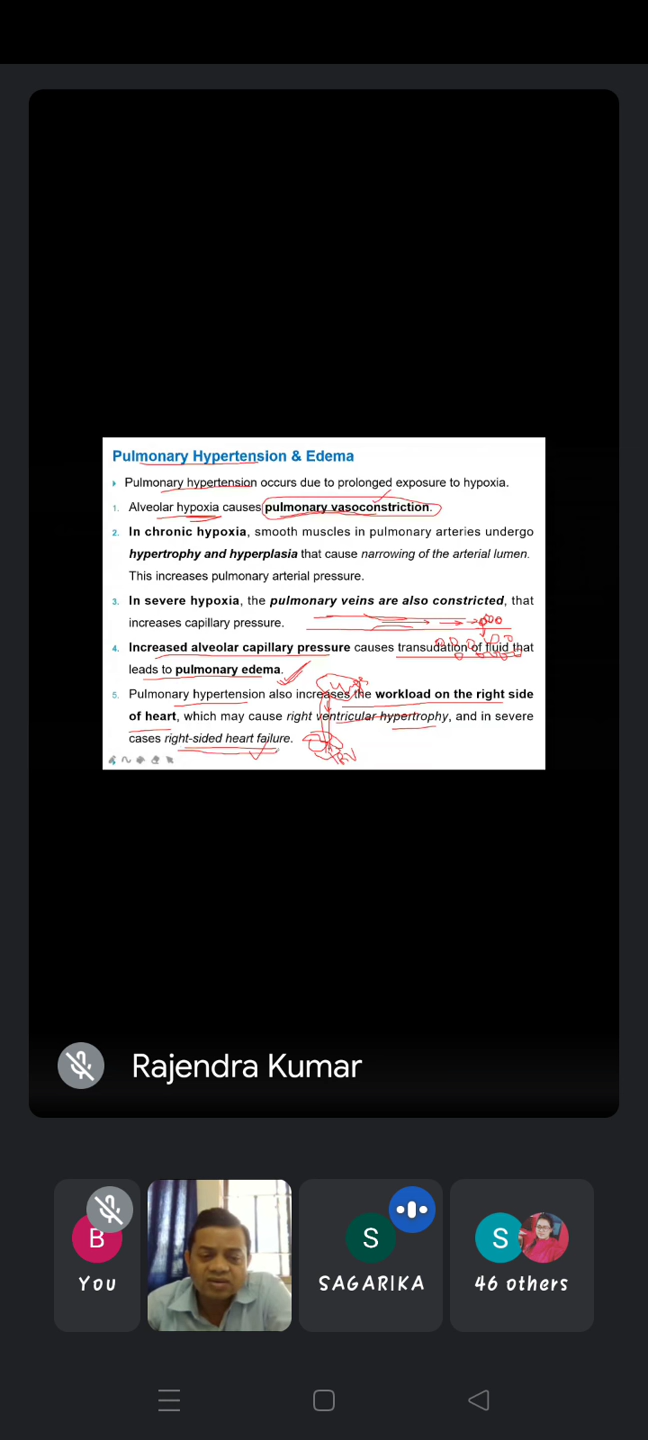 Pulmonary Hypertension & Edema
Pulmonary hypertension occurs due to prolonged exposure to hypoxia.
1. Alveolar hypoxia causes pulmonary vasoconstriction.
2. In chronic hypoxia, smooth muscles in pulmonary arteries undergo
hypertrophy and hyperplasia that cause narrowing of the arterial lumen.
This increases pulmonary arterial pressure.
3. In severe hypoxia, the pulmonary veins are also constricted, that
increases capillary pressure.
4. Increased alveolar capillary pressure causes transudation of fluid that
leads to pulmonary edema.
5. Pulmonary hypertension also increases the workload on the right side
of heart, which may cause right ventricular hypertrophy, and in severe
cases right-sided heart failure.
RV
Rajendra Kumar
B
You
S
SAGARIKA
S
46 others